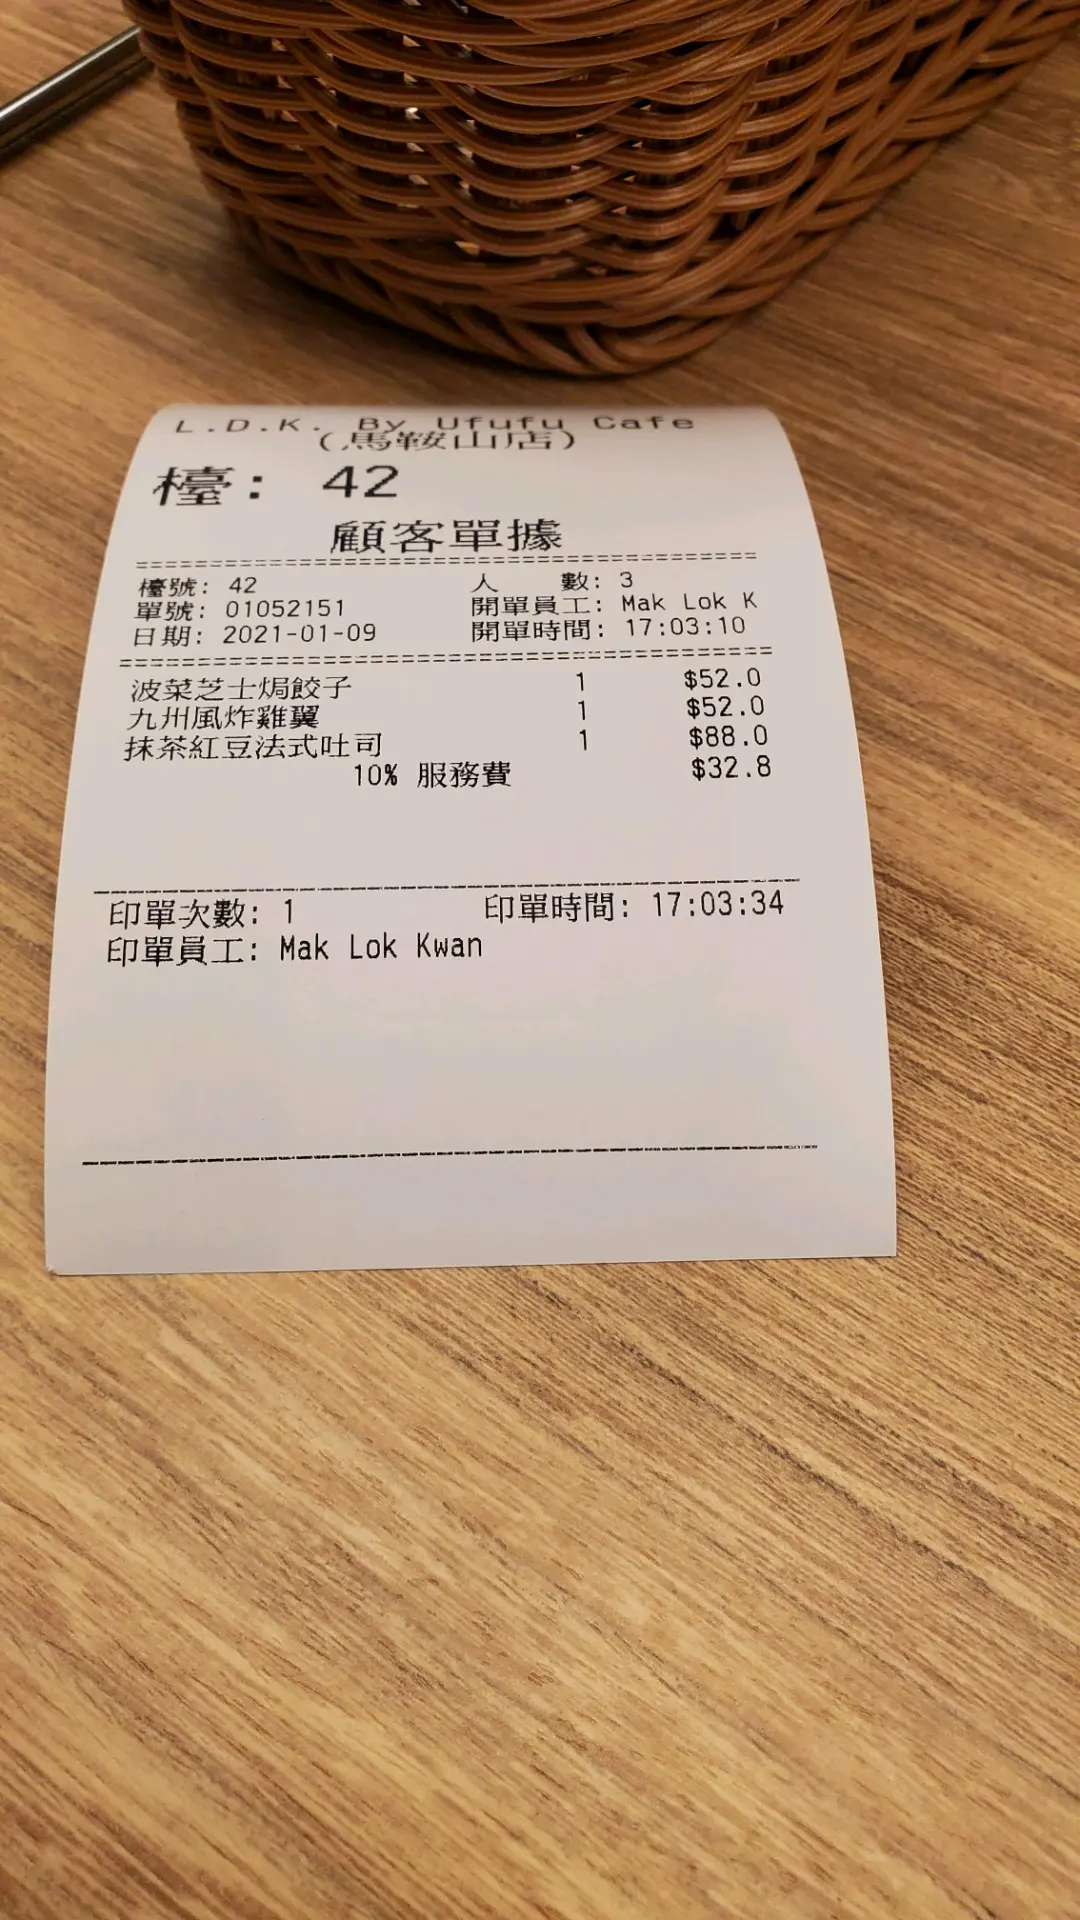 L.D.K. By Ufufu Cafe
(馬鞍山店)
檯: 42
顧客單據
檯號: 42 人 數: 3
單號: 01052151 開單員工: Mak Lok K
日期: 2021-01-09 開單時間: 17:03:10
波菜芝士焗餃子 1 $52.0
九州風炸雞翼 1 $52.0
抹茶紅豆法式吐司 1 $88.0
10% 服務費 $32.8
印單次數: 1 印單時間: 17:03:34
印單員工: Mak Lok Kwan